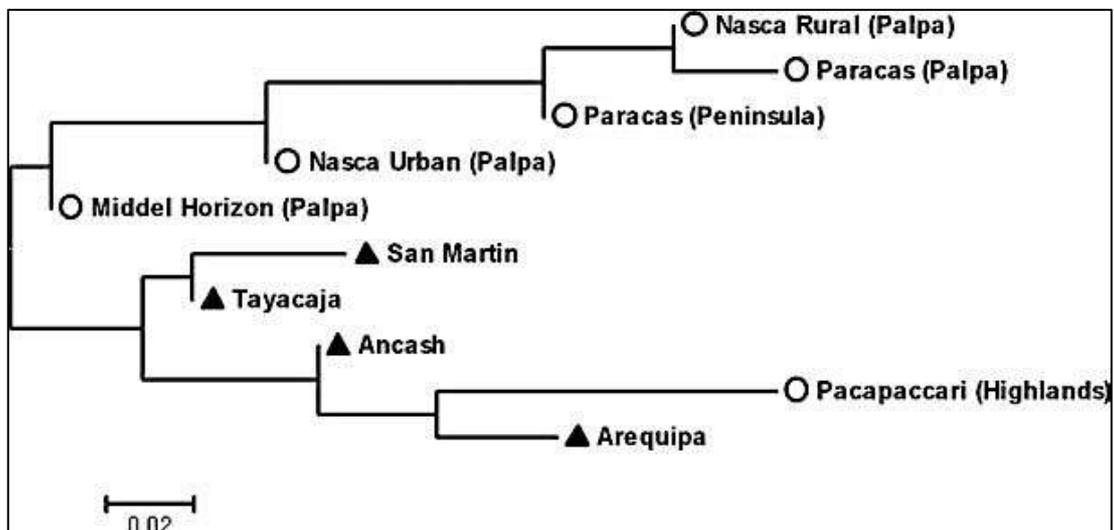 Nasca Rural (Palpa)
Paracas (Palpa)
Paracas (Peninsula)
Nasca Urban (Palpa)
Middel Horizon (Palpa)
San Martin
Tayacaja
Ancash
Pacapaccari (Highlands)
Arequipa
0.02